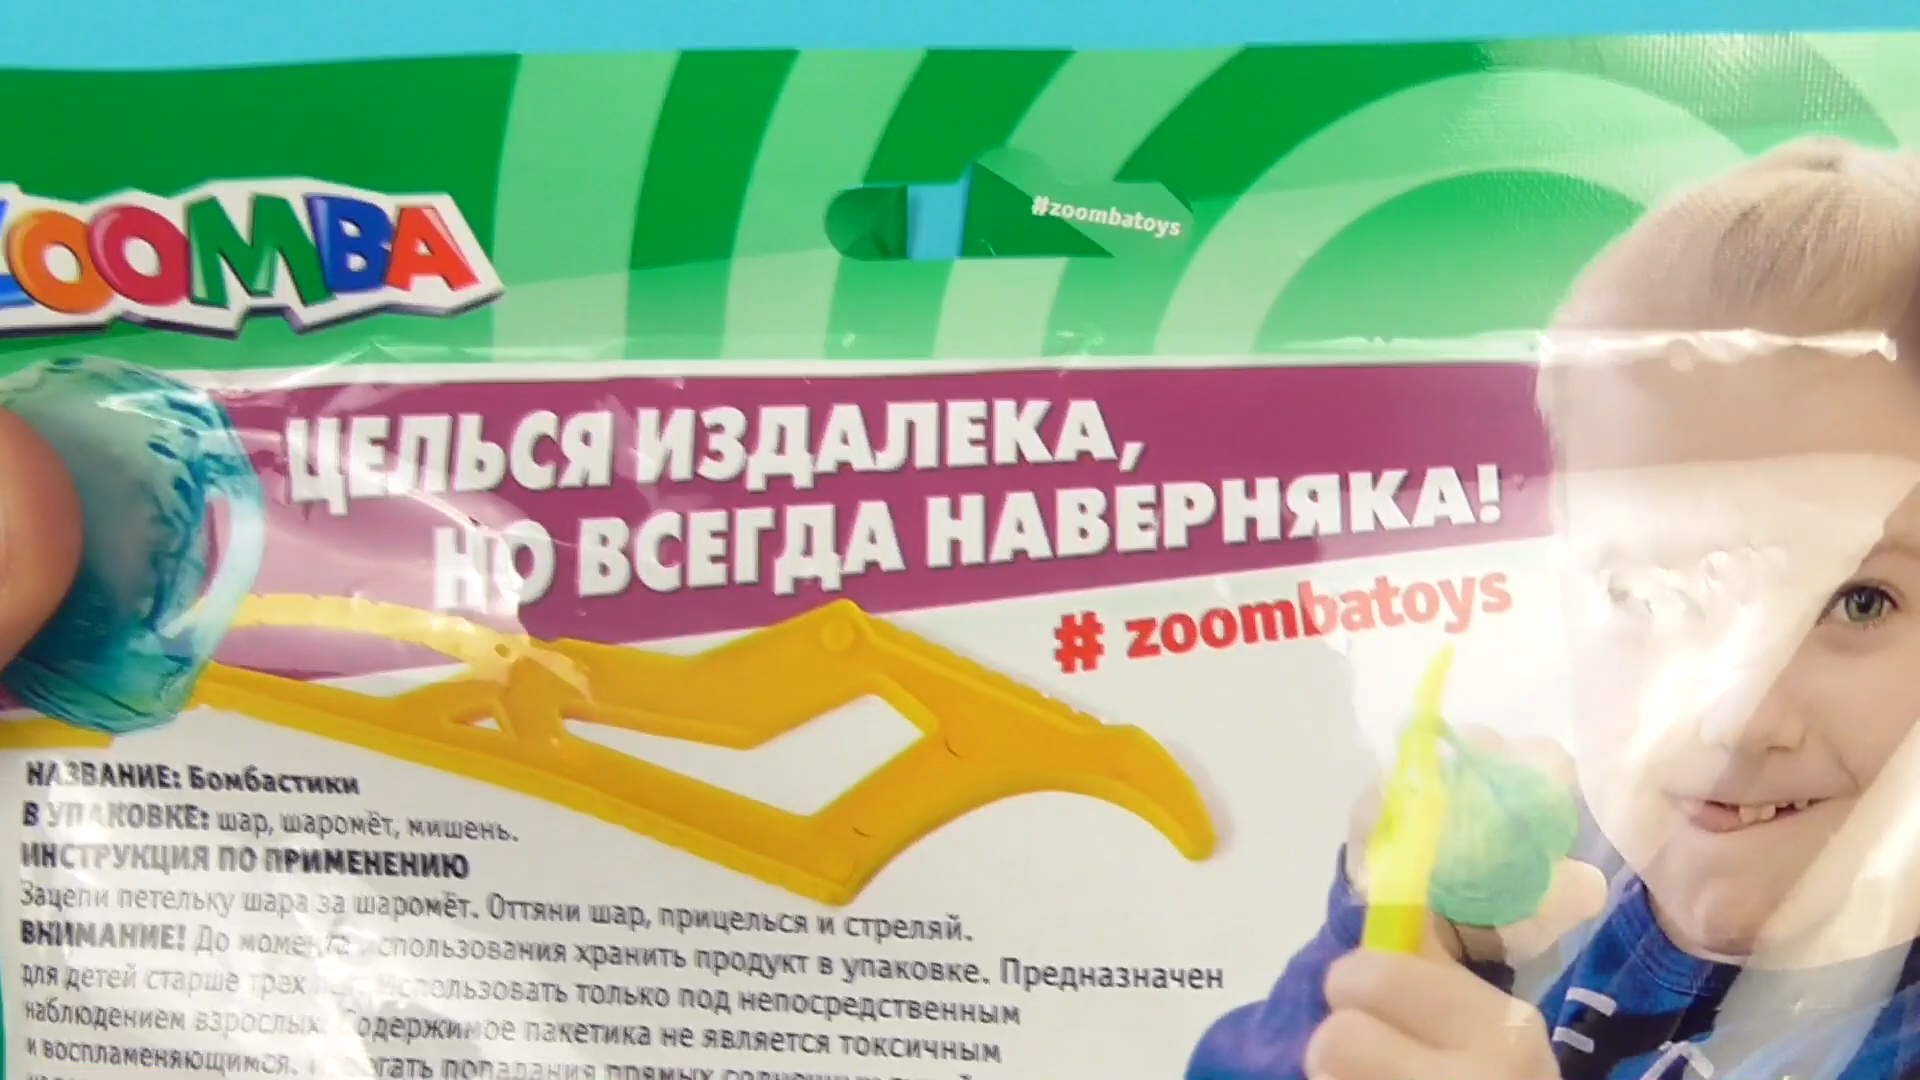 #zoombatoys
ZOOMBA
ЦЕЛЬСЯ ИЗДАЛЕКА,
НО ВСЕГДА НАВЕРНЯКА!
# zoombatoys
НАЗВАНИЕ: Бомбастики
В УПАКОВКЕ: шар, шаромёт, мишень.
ИНСТРУКЦИЯ ПО ПРИМЕНЕНИЮ
Зацепи петельку шара за шаромёт. Оттяни шар, прицелься и стреляй.
ВНИМАНИЕ! До момента использования хранить продукт в упаковке. Предназначен
для детей старше трех лет. Использовать только под непосредственным
наблюдением взрослых. Содержимое пакетика не является токсичным
и воспламеняющимся. попадания прямых